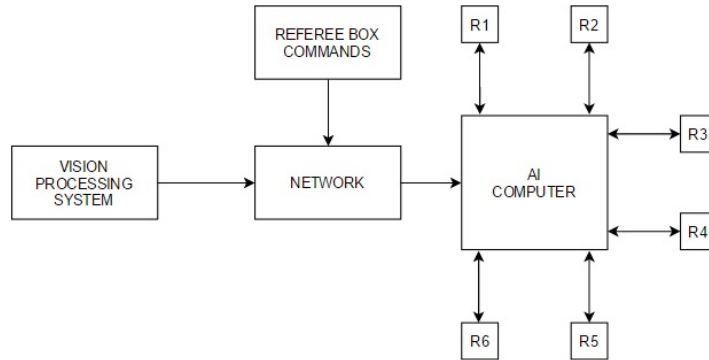 REFEREE BOX
COMMANDS
R1
R2
R3
VISION
PROCESSING
SYSTEM
NETWORK
AI
COMPUTER
R4
R6
R5